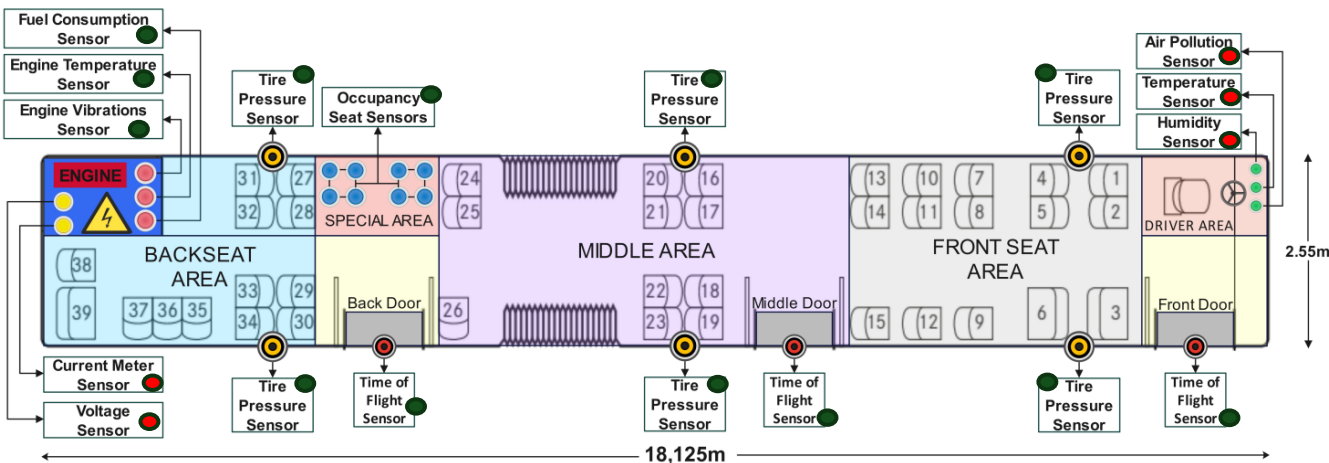 Fuel Consumption
Sensor
Engine Temperature
Sensor
Engine Vibrations
Sensor
Tire
Pressure
Sensor
Occupancy
Seat Sensors
Tire
Pressure
Sensor
Tire
Pressure
Sensor
Air Pollution
Sensor
Temperature
Sensor
Humidity
Sensor
ENGINE
31 27
32 28
SPECIAL AREA
24
25
20 16
21 17
13 10 7 4 1
14 11 8 5 2
DRIVER AREA
BACKSEAT
AREA
MIDDLE AREA
FRONT SEAT
AREA
2.55m
38
39
37 36 35
33 29
34 30
Back Door
26
22 18
23 19
Middle Door
15 12 9 6 3
Front Door
Current Meter
Sensor
Voltage
Sensor
Tire
Pressure
Sensor
Time of
Flight
Sensor
Tire
Pressure
Sensor
Time of
Flight
Sensor
Tire
Pressure
Sensor
Time of
Flight
Sensor
18,125m